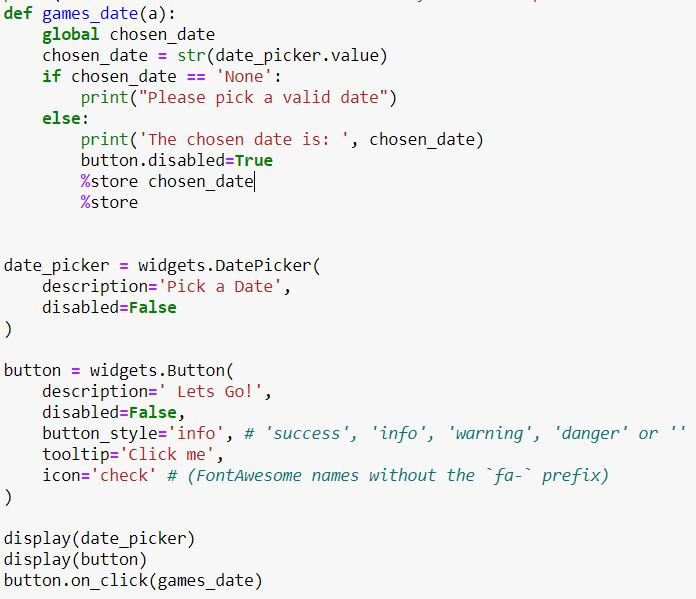 def games_date(a):
    global chosen_date
    chosen_date = str(date_picker.value)
    if chosen_date == 'None':
        print("Please pick a valid date")
    else:
        print('The chosen date is: ', chosen_date)
        button.disabled=True
        %store chosen_date
        %store
date_picker = widgets.DatePicker(
    description='Pick a Date',
    disabled=False
)
button = widgets.Button(
    description=' Lets Go!',
    disabled=False,
    button_style='info', # 'success', 'info', 'warning', 'danger' or ''
    tooltip='Click me',
    icon='check' # (FontAwesome names without the `fa-` prefix)
)
display(date_picker)
display(button)
button.on_click(games_date)